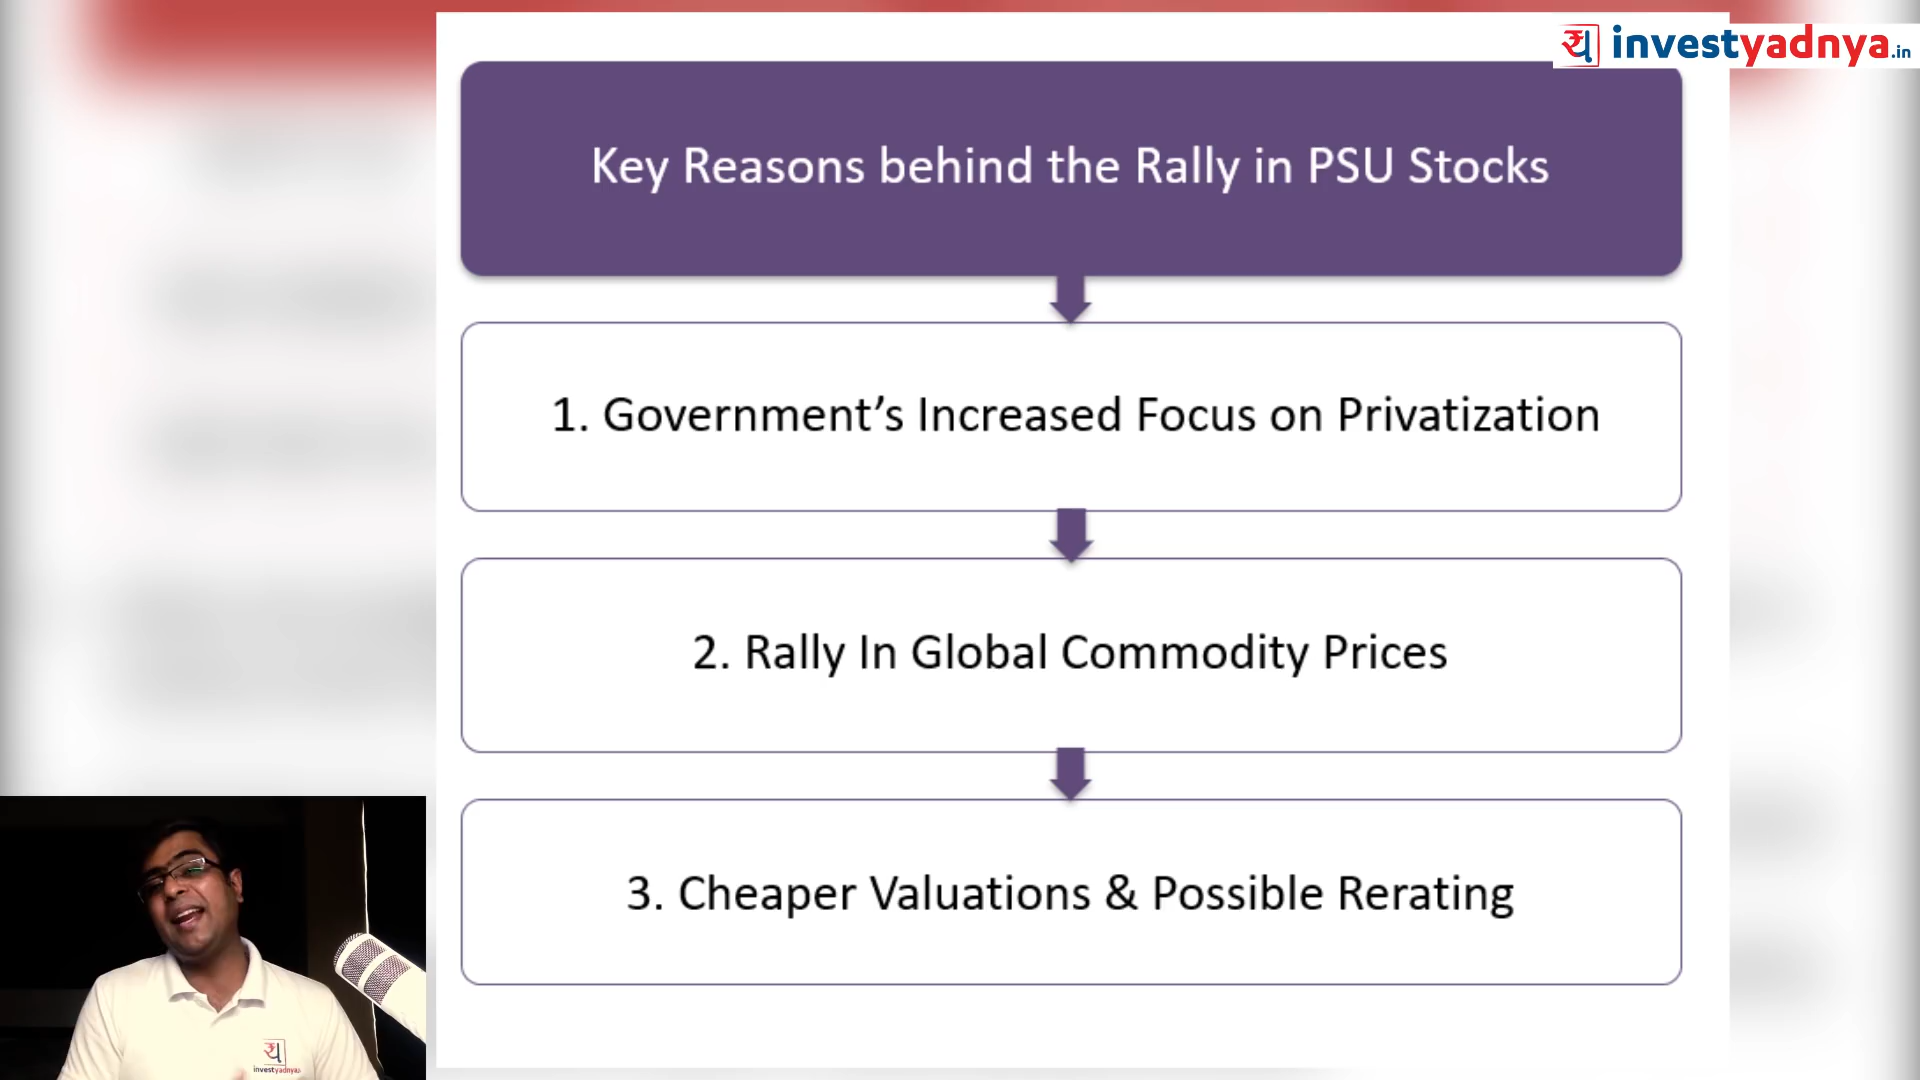 य investyadnya.in
Key Reasons behind the Rally in PSU Stocks
1. Government’s Increased Focus on Privatization
2. Rally In Global Commodity Prices
3. Cheaper Valuations & Possible Rerating
य
investyadnya